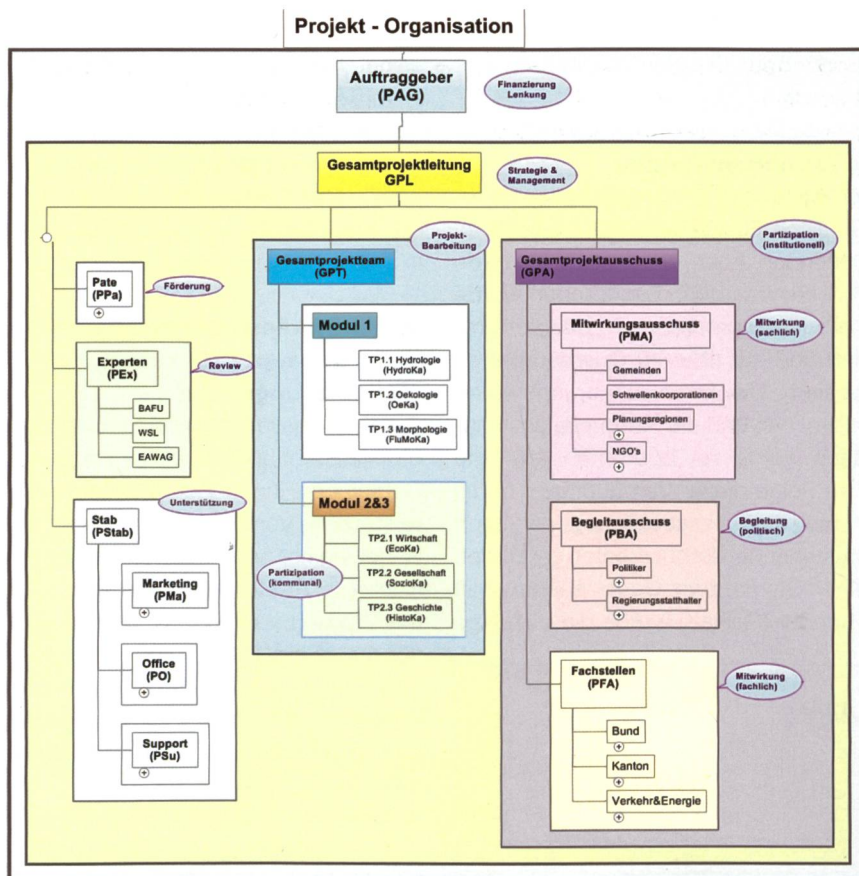 Projekt - Organisation
Auftraggeber
(PAG)
Finanzierung
Lenkung
Gesamtprojektleitung
GPL
Strategie &
Management
Pate
(PPa)
Förderung
Experten
(PEx)
Review
BAFU
WSL
EAWAG
Unterstützung
Stab
(PStab)
Marketing
(PMa)
Office
(PO)
Support
(PSu)
Projekt-
Bearbeitung
Gesamtprojektteam
(GPT)
Modul 1
TP1.1 Hydrologie
(HydroKa)
TP1.2 Oekologie
(OeKa)
TP1.3 Morphologie
(FluMoKa)
Modul 2&3
TP2.1 Wirtschaft
(EcoKa)
Partizipation
(kommunal)
TP2.2 Gesellschaft
(SozioKa)
TP2.3 Geschichte
(HistoKa)
Partizipation
(institutionell)
Gesamtprojektausschuss
(GPA)
Mitwirkungsausschuss
(PMA)
Mitwirkung
(sachlich)
Gemeinden
Schwellenkoorporationen
Planungsregionen
NGO's
Begleitausschuss
(PBA)
Begleitung
(politisch)
Politiker
Regierungsstatthalter
Fachstellen
(PFA)
Mitwirkung
(fachlich)
Bund
Kanton
Verkehr&Energie